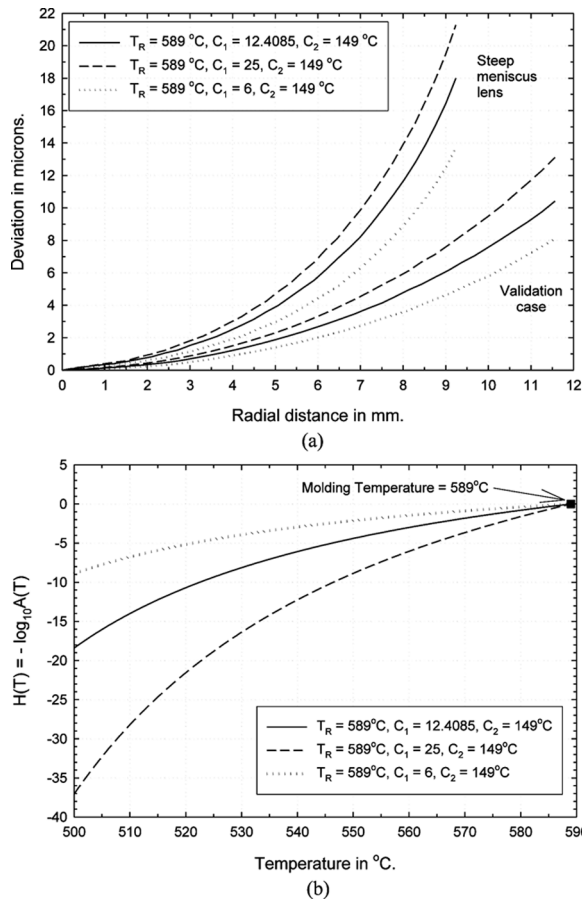 22
20
18
16
14
12
10
8
6
4
2
0
Deviation in microns.
T_R = 589 °C, C_1 = 12.4085, C_2 = 149 °C
T_R = 589 °C, C_1 = 25, C_2 = 149 °C
T_R = 589 °C, C_1 = 6, C_2 = 149 °C
Steep
meniscus
lens
Validation
case
0 1 2 3 4 5 6 7 8 9 10 11 12
Radial distance in mm.
(a)
5
0
-5
-10
-15
-20
-25
-30
-35
-40
H(T) = - log_10A(T)
Molding Temperature = 589°C
T_R = 589°C, C_1 = 12.4085, C_2 = 149°C
T_R = 589°C, C_1 = 25, C_2 = 149°C
T_R = 589°C, C_1 = 6, C_2 = 149°C
500 510 520 530 540 550 560 570 580 590
Temperature in °C.
(b)